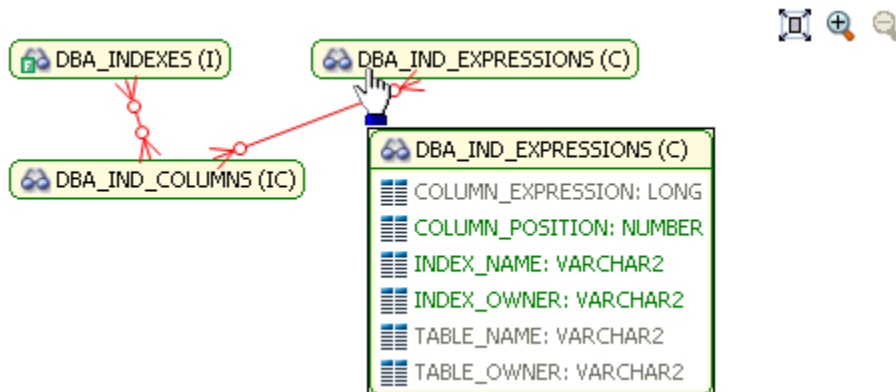 DBA_INDEXES (I)
DBA_IND_EXPRESSIONS (C)
DBA_IND_COLUMNS (IC)
DBA_IND_EXPRESSIONS (C)
COLUMN_EXPRESSION: LONG
COLUMN_POSITION: NUMBER
INDEX_NAME: VARCHAR2
INDEX_OWNER: VARCHAR2
TABLE_NAME: VARCHAR2
TABLE_OWNER: VARCHAR2